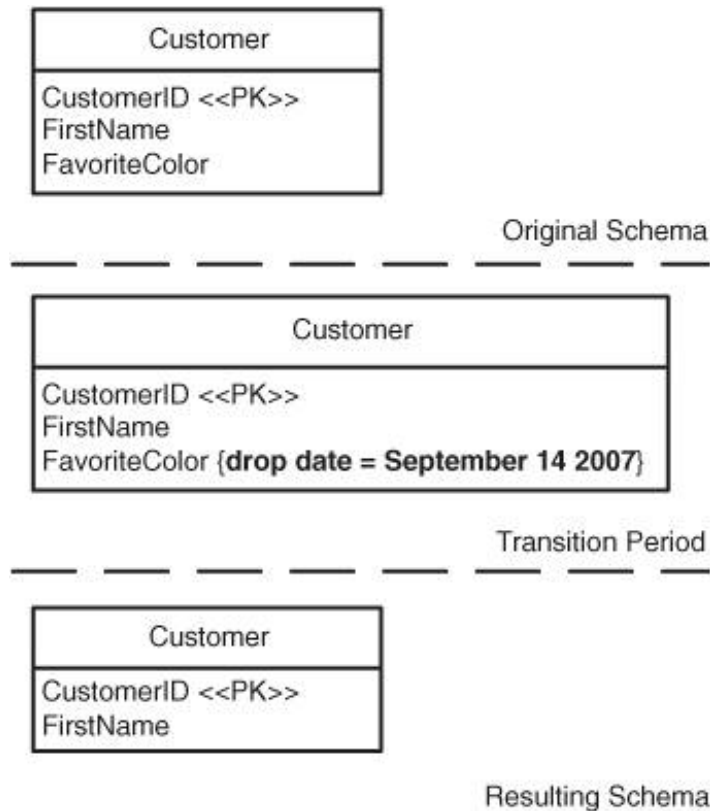 Customer
CustomerID <<PK>>
FirstName
FavoriteColor
Original Schema
Customer
CustomerID <<PK>>
FirstName
FavoriteColor {drop date = September 14 2007}
Transition Period
Customer
CustomerID <<PK>>
FirstName
Resulting Schema